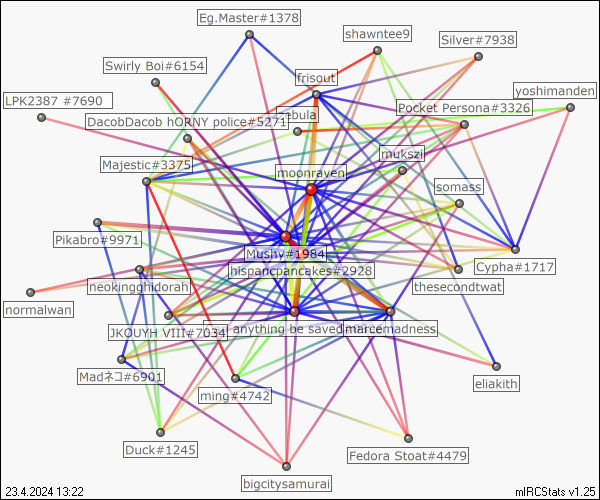 Eg.Master#1378
shawntee9
Silver#7938
Swirly Boi#6154
frisout
yoshimanden
LPK2387 #7690
Pocket Persona#3326
DacobDacob hORNY police#5271
ebula
mukszi
Majestic#3375
moonraven
somass
Pikabro#9971
Mushy#1984
Cypha#1717
hispancpancakes#2928
neokingghidorah
thesecondtwat
normalwan
JKOUYH VIII#7034
anything be saved
marcemadness
Madネコ#6901
eliakith
ming#4742
Duck#1245
Fedora Stoat#4479
bigcitysamurai
23.4.2024 13:22
mIRCStats v1.25